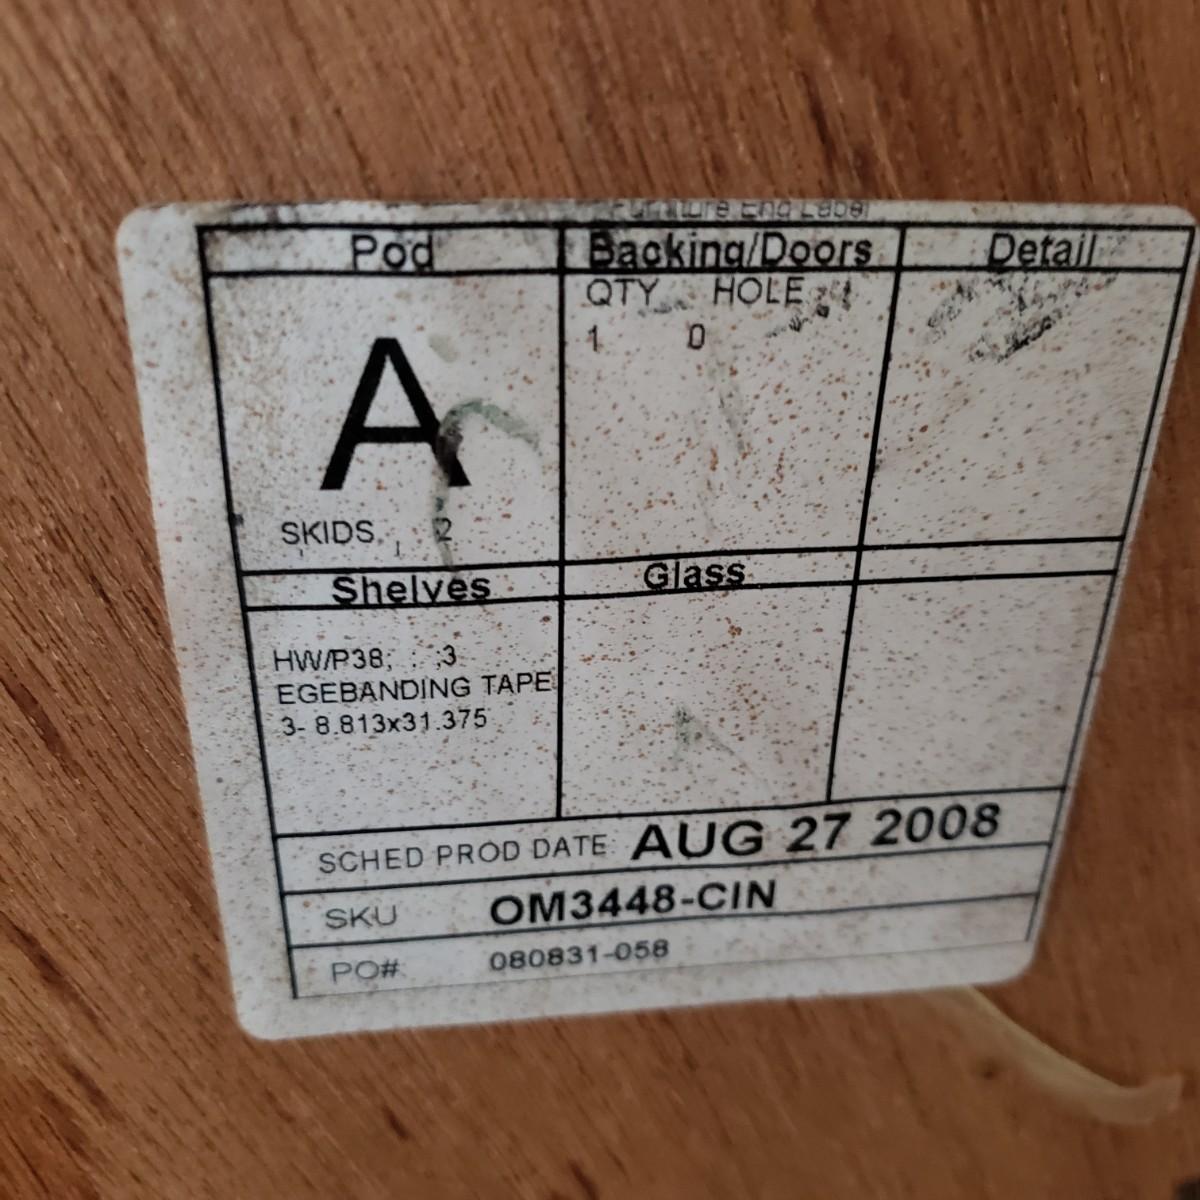 Furniture End Label
Pod
Backing/Doors
Detail
QTY HOLE
1 0
A
SKIDS, , 2
Shelves
Glass
HW/P38; : ,3
EGEBANDING TAPE
3- 8.813x31.375
SCHED PROD DATE: AUG 27 2008
SKU OM3448-CIN
PO#: 080831-058